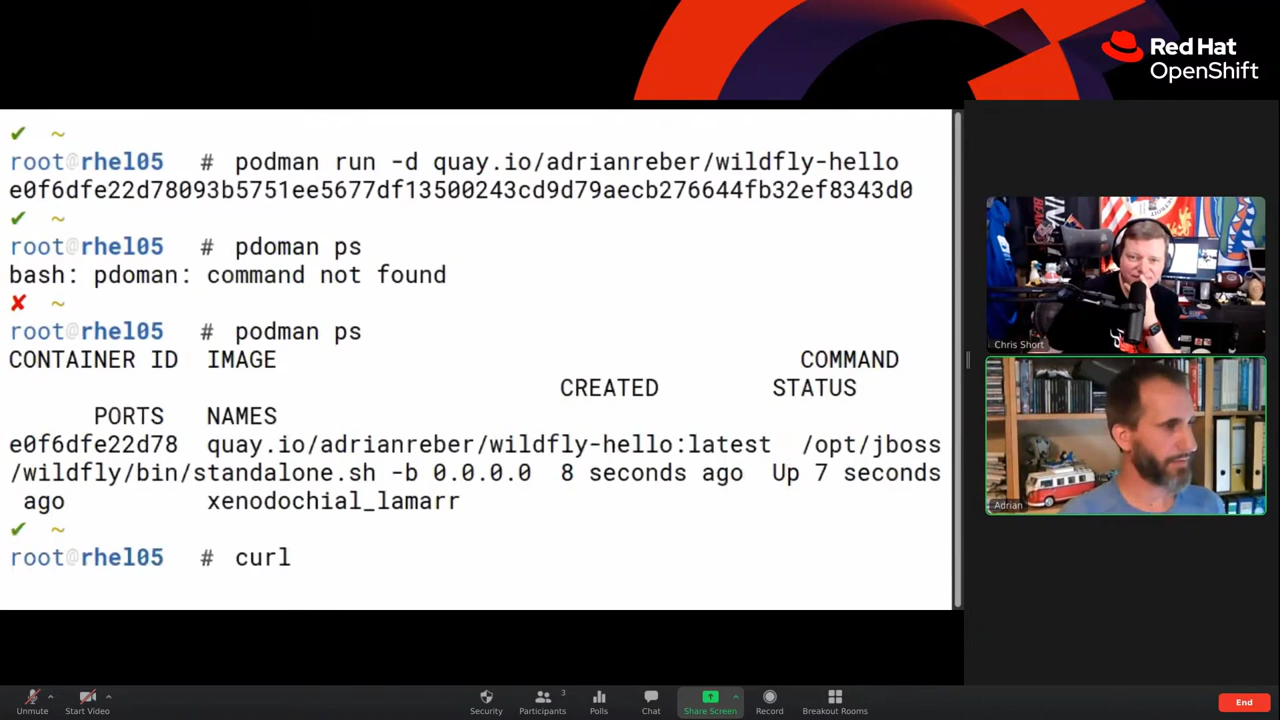 Red Hat
OpenShift
✔ ~
root@rhel05 # podman run -d quay.io/adrianreber/wildfly-hello
e0f6dfe22d78093b5751ee5677df13500243cd9d79aecb276644fb32ef8343d0
✔ ~
root@rhel05 # pdoman ps
bash: pdoman: command not found
✘ ~
root@rhel05 # podman ps
CONTAINER ID IMAGE COMMAND
CREATED STATUS
PORTS NAMES
e0f6dfe22d78 quay.io/adrianreber/wildfly-hello:latest /opt/jboss
/wildfly/bin/standalone.sh -b 0.0.0.0 8 seconds ago Up 7 seconds
ago xenodochial_lamarr
✔ ~
root@rhel05 # curl
Chris Short
Adrian
Unmute
Start Video
Security
Participants 3
Polls
Chat
Share Screen
Record
Breakout Rooms
End